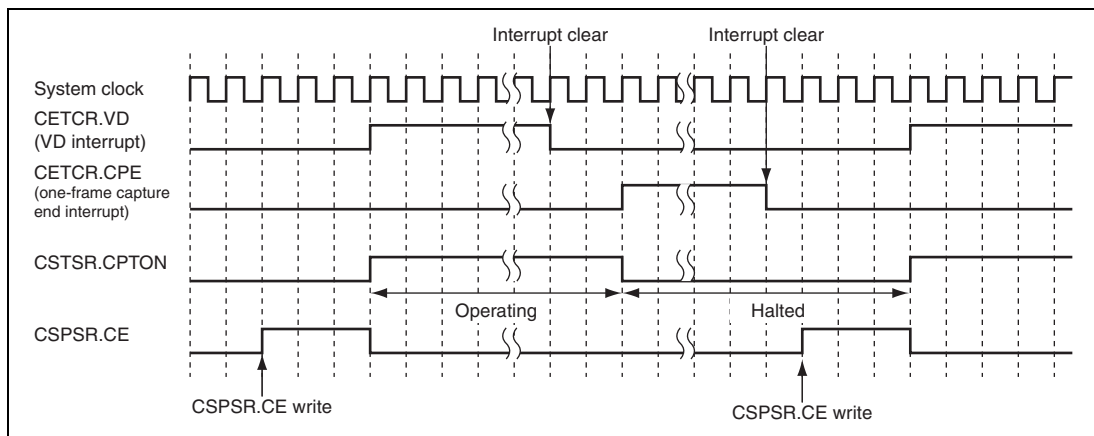 Interrupt clear
Interrupt clear
System clock
CETCR.VD
(VD interrupt)
CETCR.CPE
(one-frame capture
end interrupt)
CSTSR.CPTON
Operating
Halted
CSPSR.CE
CSPSR.CE write
CSPSR.CE write